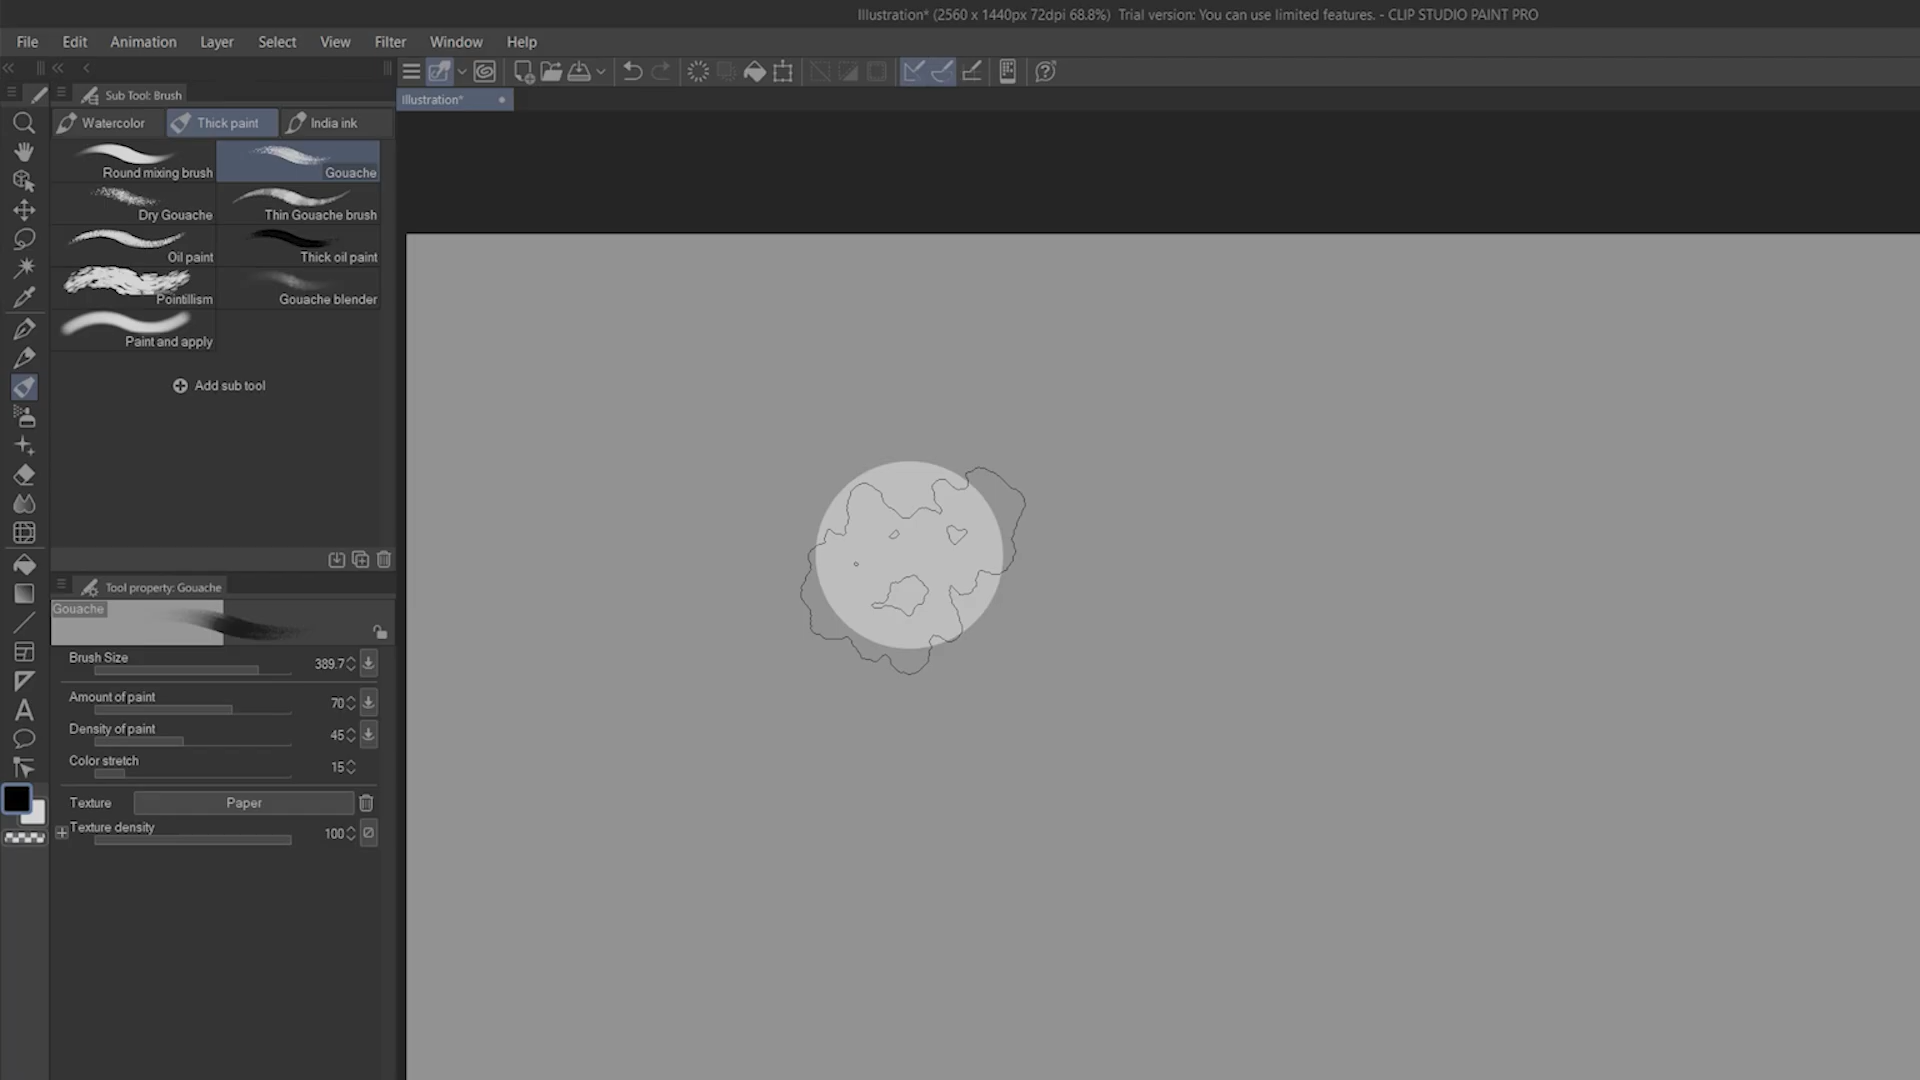 Illustration* (2560 x 1440px 72dpi 68.8%) Trial version: You can use limited features. - CLIP STUDIO PAINT PRO
File Edit Animation Layer Select View Filter Window Help
Sub Tool: Brush
Illustration*
Watercolor Thick paint India ink
Round mixing brush Gouache
Dry Gouache Thin Gouache brush
Oil paint Thick oil paint
Pointillism Gouache blender
Paint and apply
Add sub tool
Tool property: Gouache
Gouache
Brush Size 389.7
Amount of paint 70
Density of paint 45
Color stretch 15
Texture Paper
Texture density 100